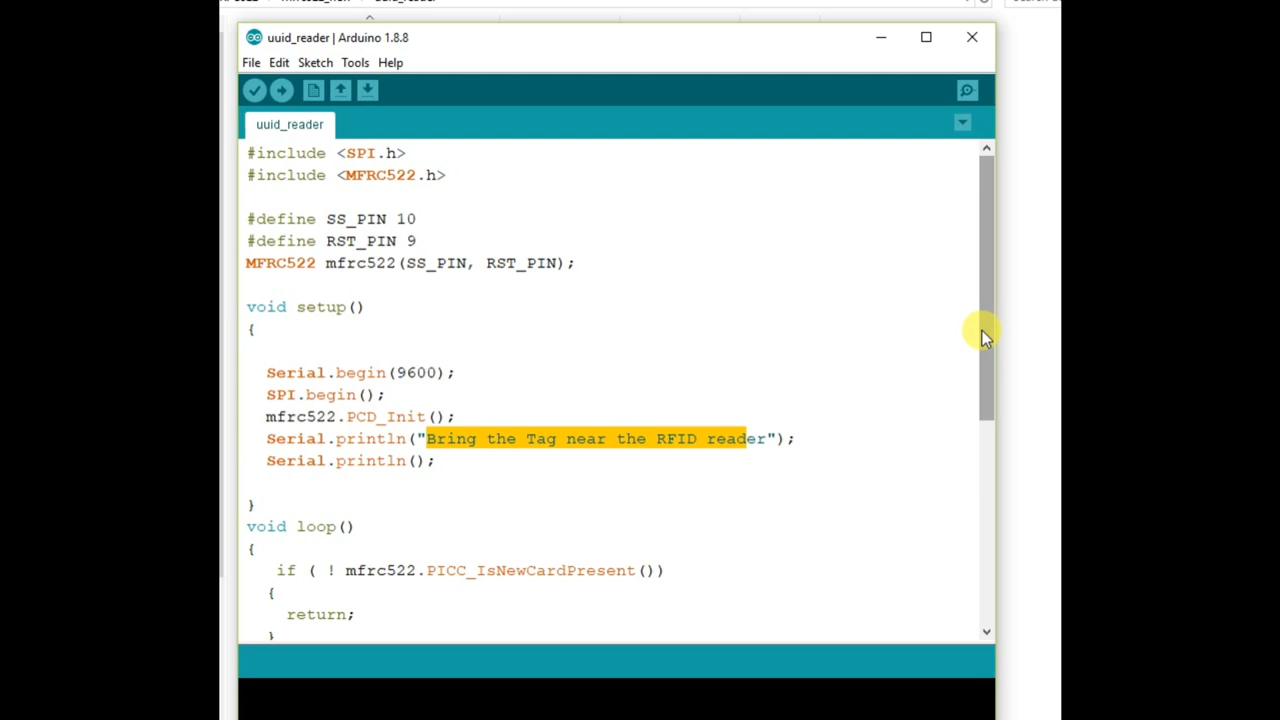 uuid_reader | Arduino 1.8.8
File Edit Sketch Tools Help
uuid_reader
#include <SPI.h>
#include <MFRC522.h>
#define SS_PIN 10
#define RST_PIN 9
MFRC522 mfrc522(SS_PIN, RST_PIN);
void setup()
{
Serial.begin(9600);
SPI.begin();
mfrc522.PCD_Init();
Serial.println("Bring the Tag near the RFID reader");
Serial.println();
}
void loop()
{
if ( ! mfrc522.PICC_IsNewCardPresent())
{
return;
}